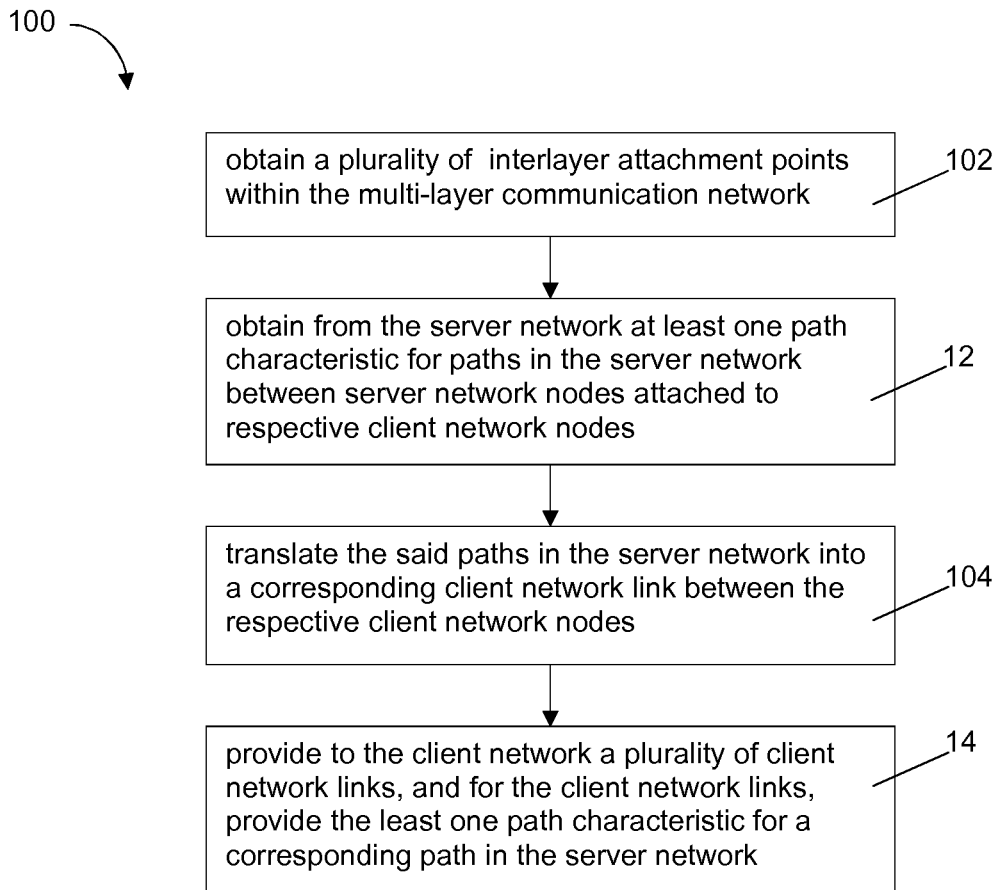 100
obtain a plurality of interlayer attachment points
within the multi-layer communication network
102
obtain from the server network at least one path
characteristic for paths in the server network
between server network nodes attached to
respective client network nodes
12
translate the said paths in the server network into
a corresponding client network link between the
respective client network nodes
104
provide to the client network a plurality of client
network links, and for the client network links,
provide the least one path characteristic for a
corresponding path in the server network
14